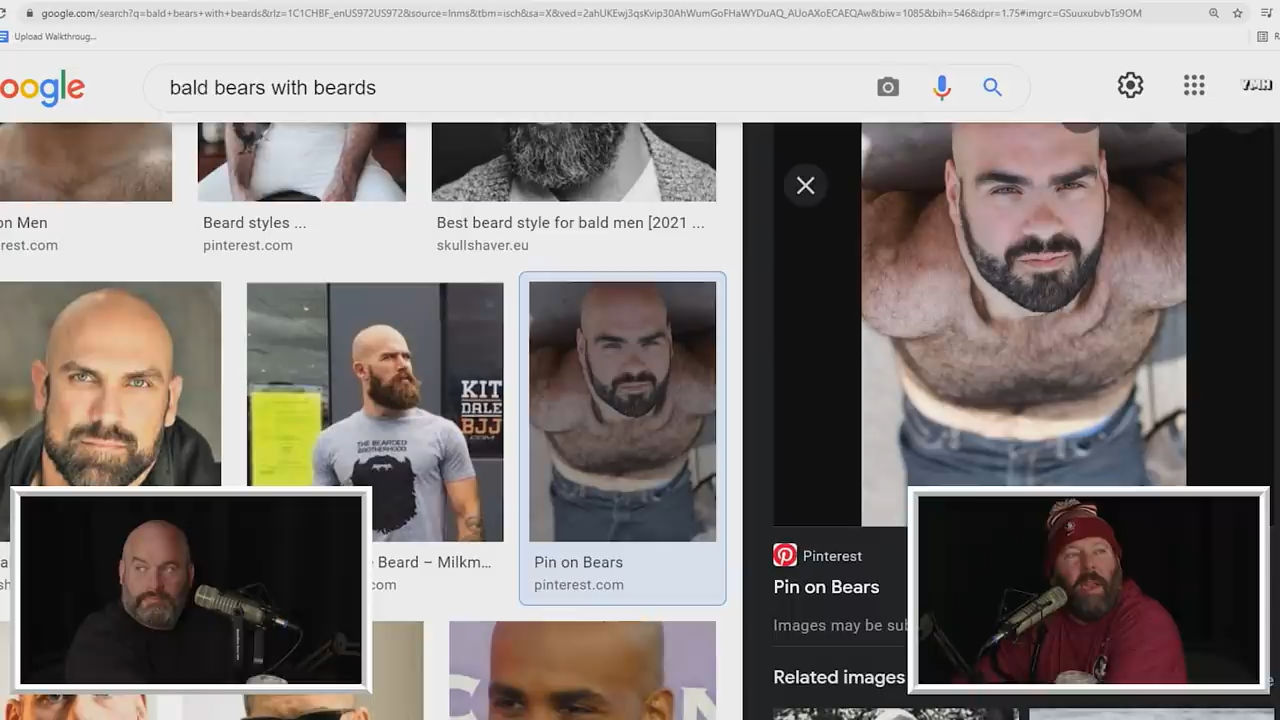 google.com/search?q=bald+bears+with+beards&rlz=1C1CHBF_enUS972US972&source=lnms&tbm=isch&sa=X&ved=2ahUKEwj3qsKvip30AhWumGoFHaWYDuAQ_AUoAXoECAEQAw&biw=1085&bih=546&dpr=1.75#imgrc=GSuuxubvbTs9OM
Upload Walkthroug...
oogle
bald bears with beards
YMH
on Men
rest.com
Beard styles ...
pinterest.com
Best beard style for bald men [2021 ...
skullshaver.eu
THE BEARDED
BROTHERHOOD
KIT
DALE
BJJ
.COM
Beard – Milkm...
com
Pin on Bears
pinterest.com
Pinterest
Pin on Bears
Images may be sub
Related images